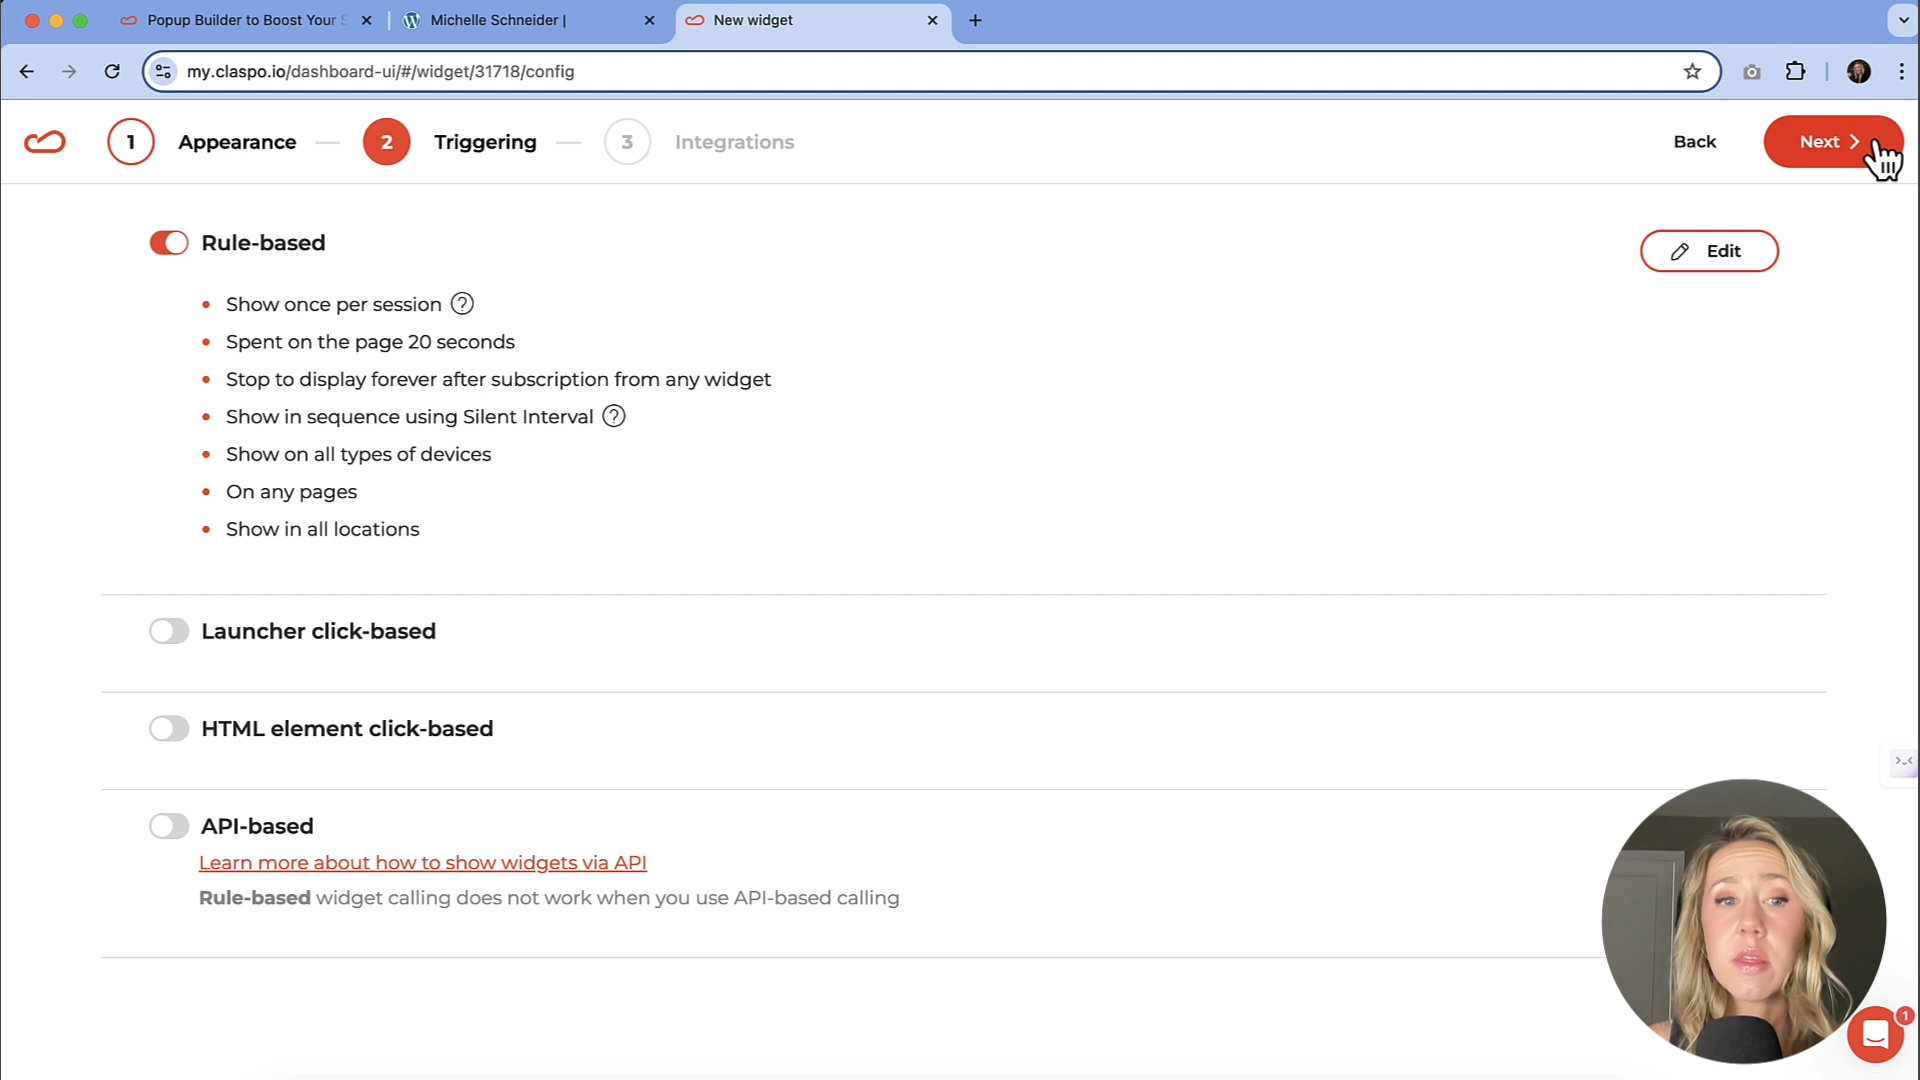 Popup Builder to Boost Your S
Michelle Schneider |
New widget
my.claspo.io/dashboard-ui/#/widget/31718/config
1 Appearance
2 Triggering
3 Integrations
Back
Next
Rule-based
Edit
Show once per session ?
Spent on the page 20 seconds
Stop to display forever after subscription from any widget
Show in sequence using Silent Interval ?
Show on all types of devices
On any pages
Show in all locations
Launcher click-based
HTML element click-based
API-based
Learn more about how to show widgets via API
Rule-based widget calling does not work when you use API-based calling
1